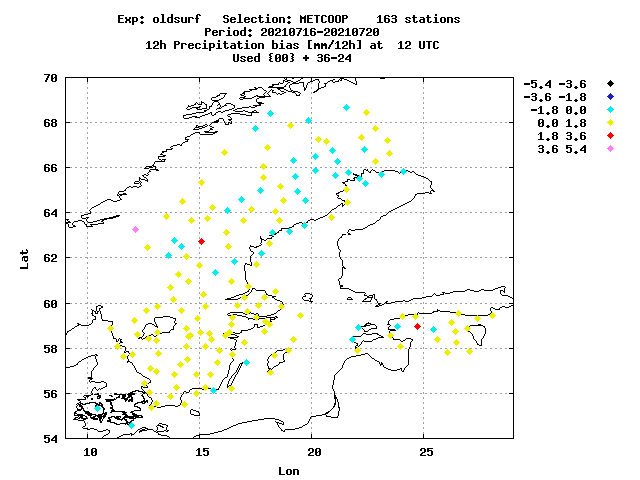 Exp: oldsurf   Selection: METCOOP    163 stations
Period: 20210716-20210720
12h Precipitation bias [mm/12h] at  12 UTC
Used {00} + 36-24
-5.4 -3.6
-3.6 -1.8
-1.8 0.0
0.0 1.8
1.8 3.6
3.6 5.4
70
68
66
64
62
60
58
56
54
Lat
10 15 20 25
Lon